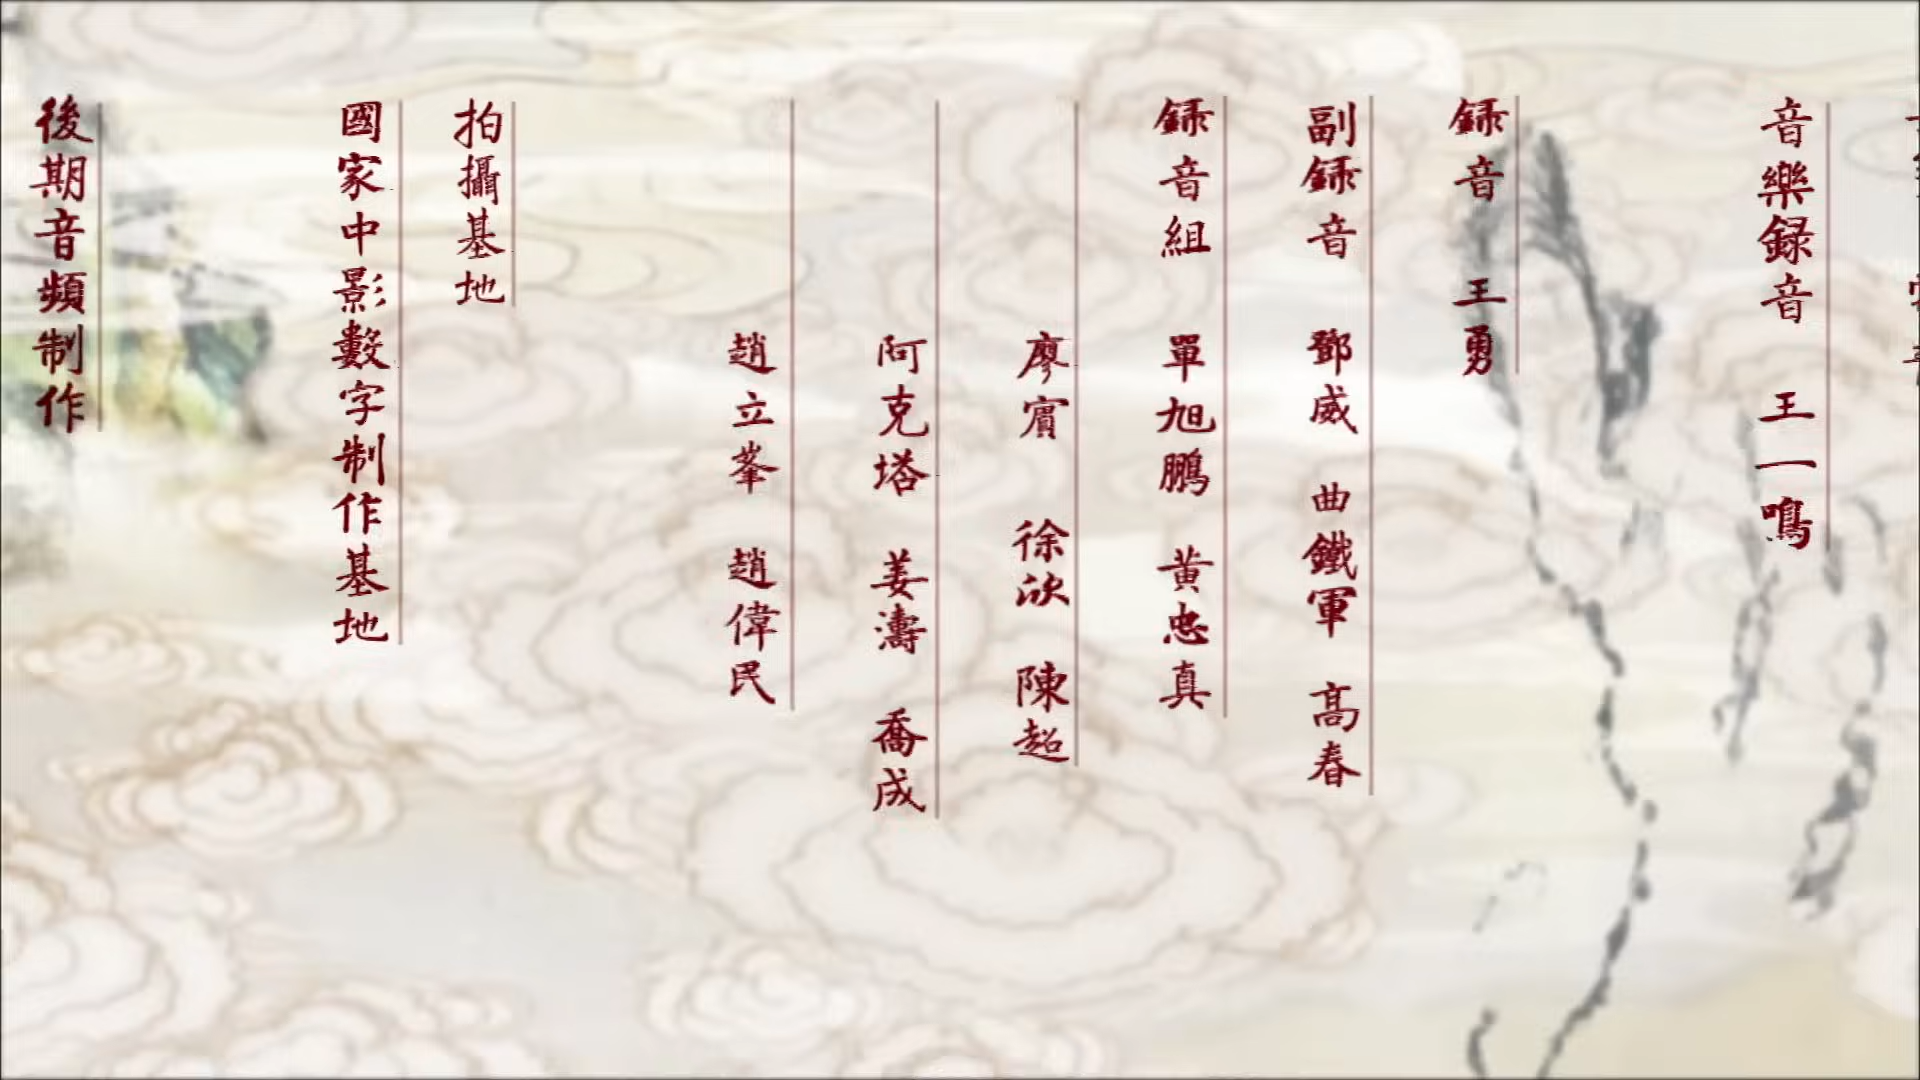 音樂録音 王一鳴
録音 王勇
副録音 鄧威 曲鐵軍 高春
録音組 單旭鵬 黄忠真
廖賓 徐欣 陳超
阿克塔 姜濤 喬成
趙立峯 趙偉民
拍攝基地
國家中影數字制作基地
後期音頻制作